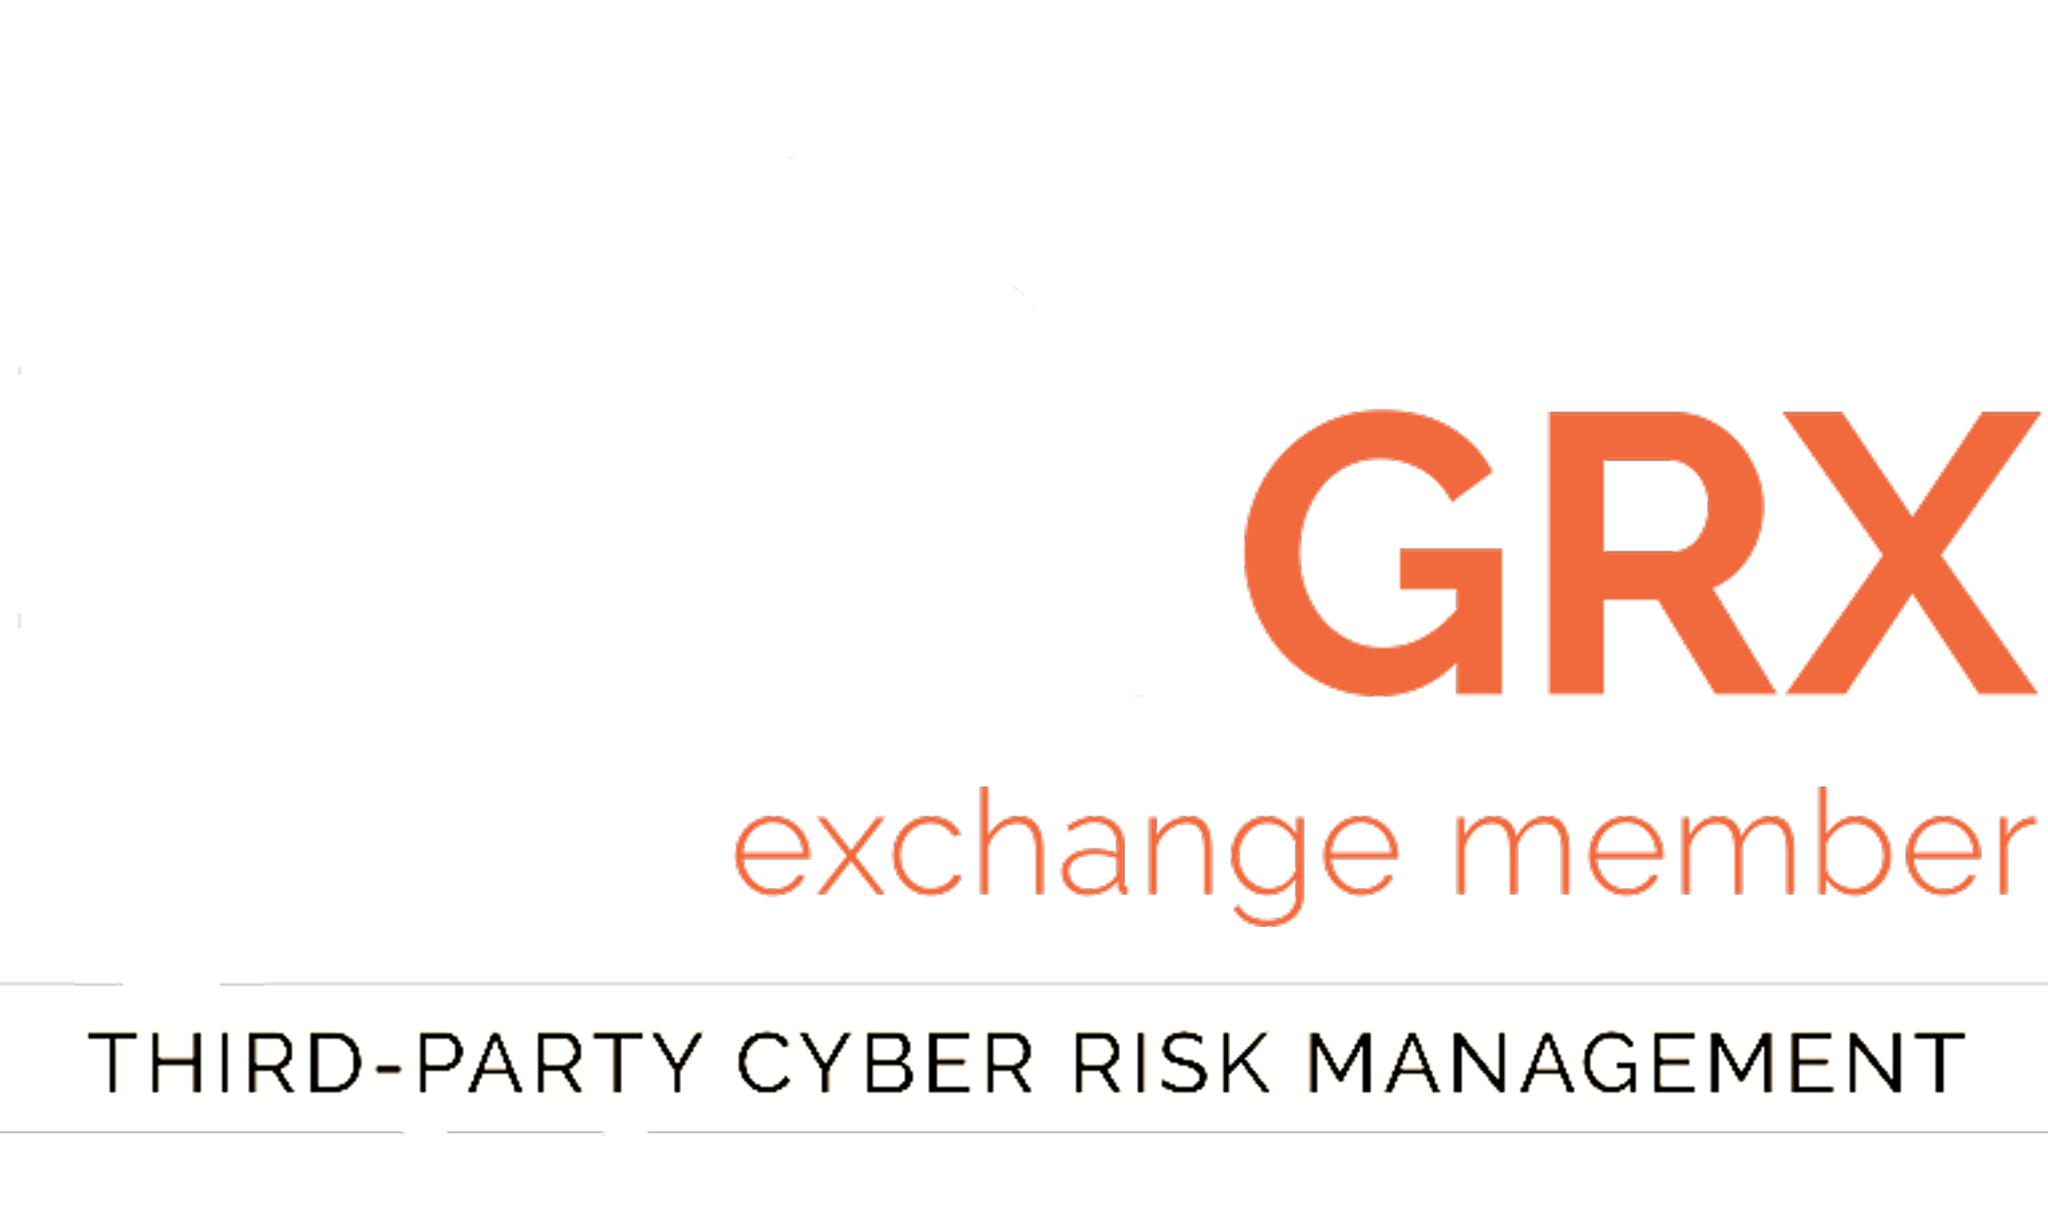 GRX
exchange member
THIRD-PARTY CYBER RISK MANAGEMENT